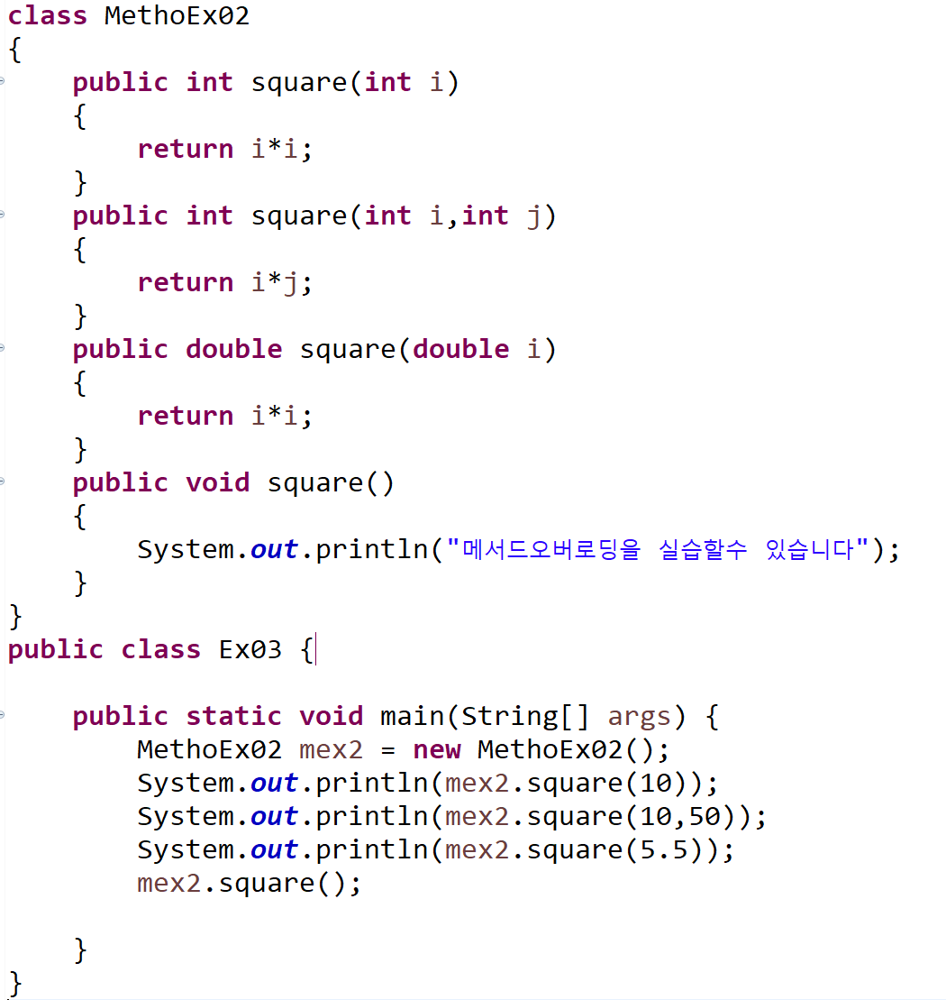 class MethoEx02
{
    public int square(int i)
    {
        return i*i;
    }
    public int square(int i,int j)
    {
        return i*j;
    }
    public double square(double i)
    {
        return i*i;
    }
    public void square()
    {
        System.out.println("메서드오버로딩을 실습할수 있습니다");
    }
}
public class Ex03 {

    public static void main(String[] args) {
        MethoEx02 mex2 = new MethoEx02();
        System.out.println(mex2.square(10));
        System.out.println(mex2.square(10,50));
        System.out.println(mex2.square(5.5));
        mex2.square();

    }
}